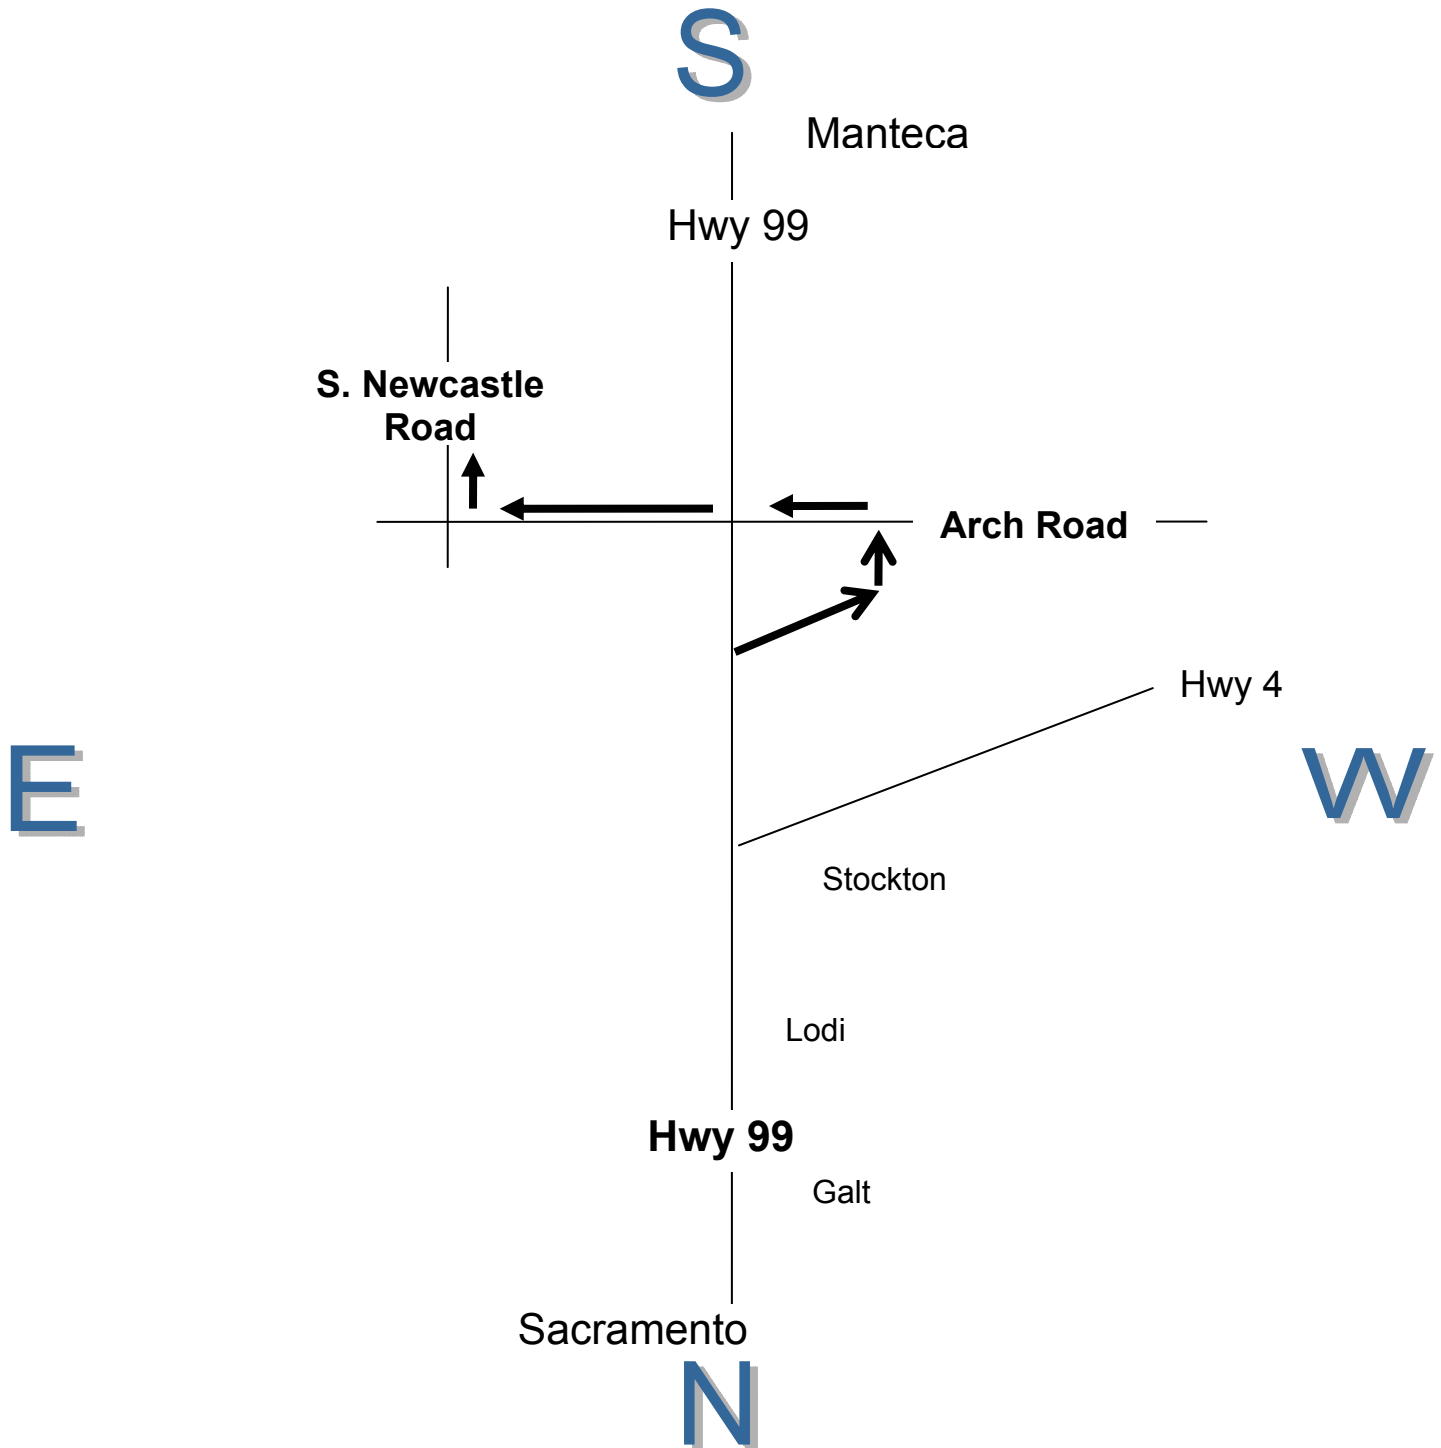 S
Manteca
Hwy 99
S. Newcastle
Road
Arch Road
Hwy 4
E
W
Stockton
Lodi
Hwy 99
Galt
Sacramento
N